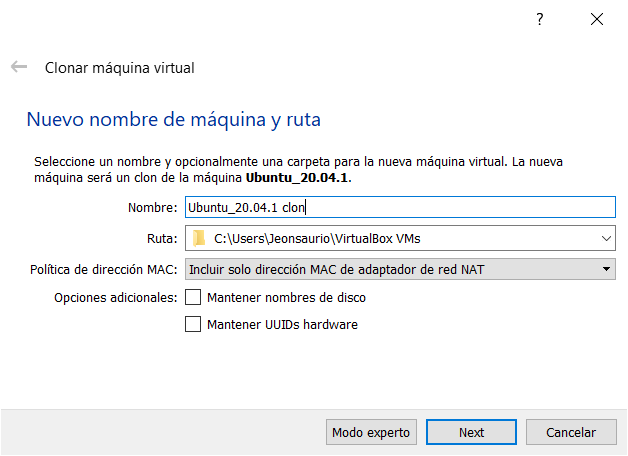 ?
Clonar máquina virtual
Nuevo nombre de máquina y ruta
Seleccione un nombre y opcionalmente una carpeta para la nueva máquina virtual. La nueva
máquina será un clon de la máquina Ubuntu_20.04.1.
Nombre: Ubuntu_20.04.1 clon
Ruta: C:\Users\Jeonsaurio\VirtualBox VMs
Política de dirección MAC: Incluir solo dirección MAC de adaptador de red NAT
Opciones adicionales: Mantener nombres de disco
Mantener UUIDs hardware
Modo experto Next Cancelar